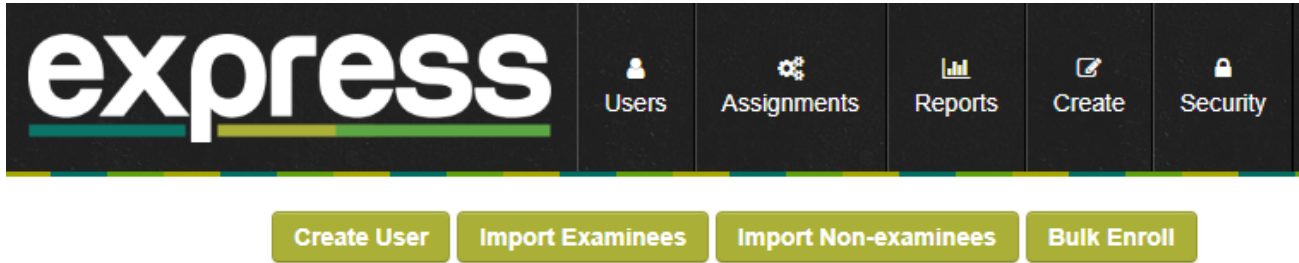 express
Users Assignments Reports Create Security
Create User Import Examinees Import Non-examinees Bulk Enroll